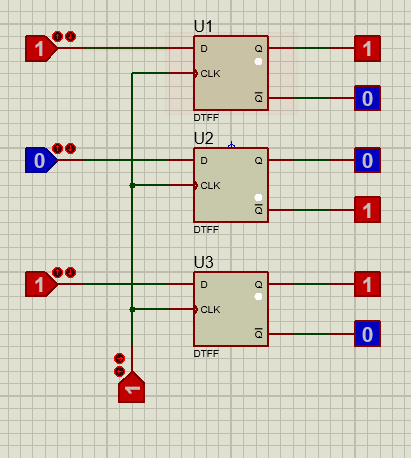 U1
1 D Q 1
CLK
Q 0
DTFF
U2
0 D Q 0
CLK
Q 1
DTFF
U3
1 D Q 1
CLK
Q 0
DTFF
1